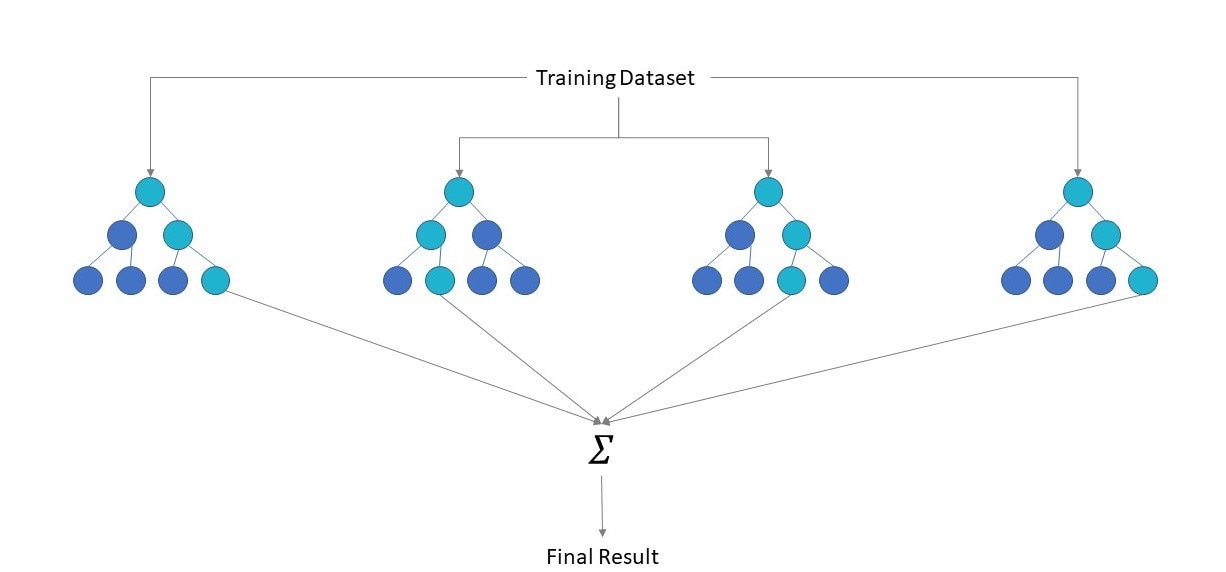 Training Dataset
Σ
Final Result